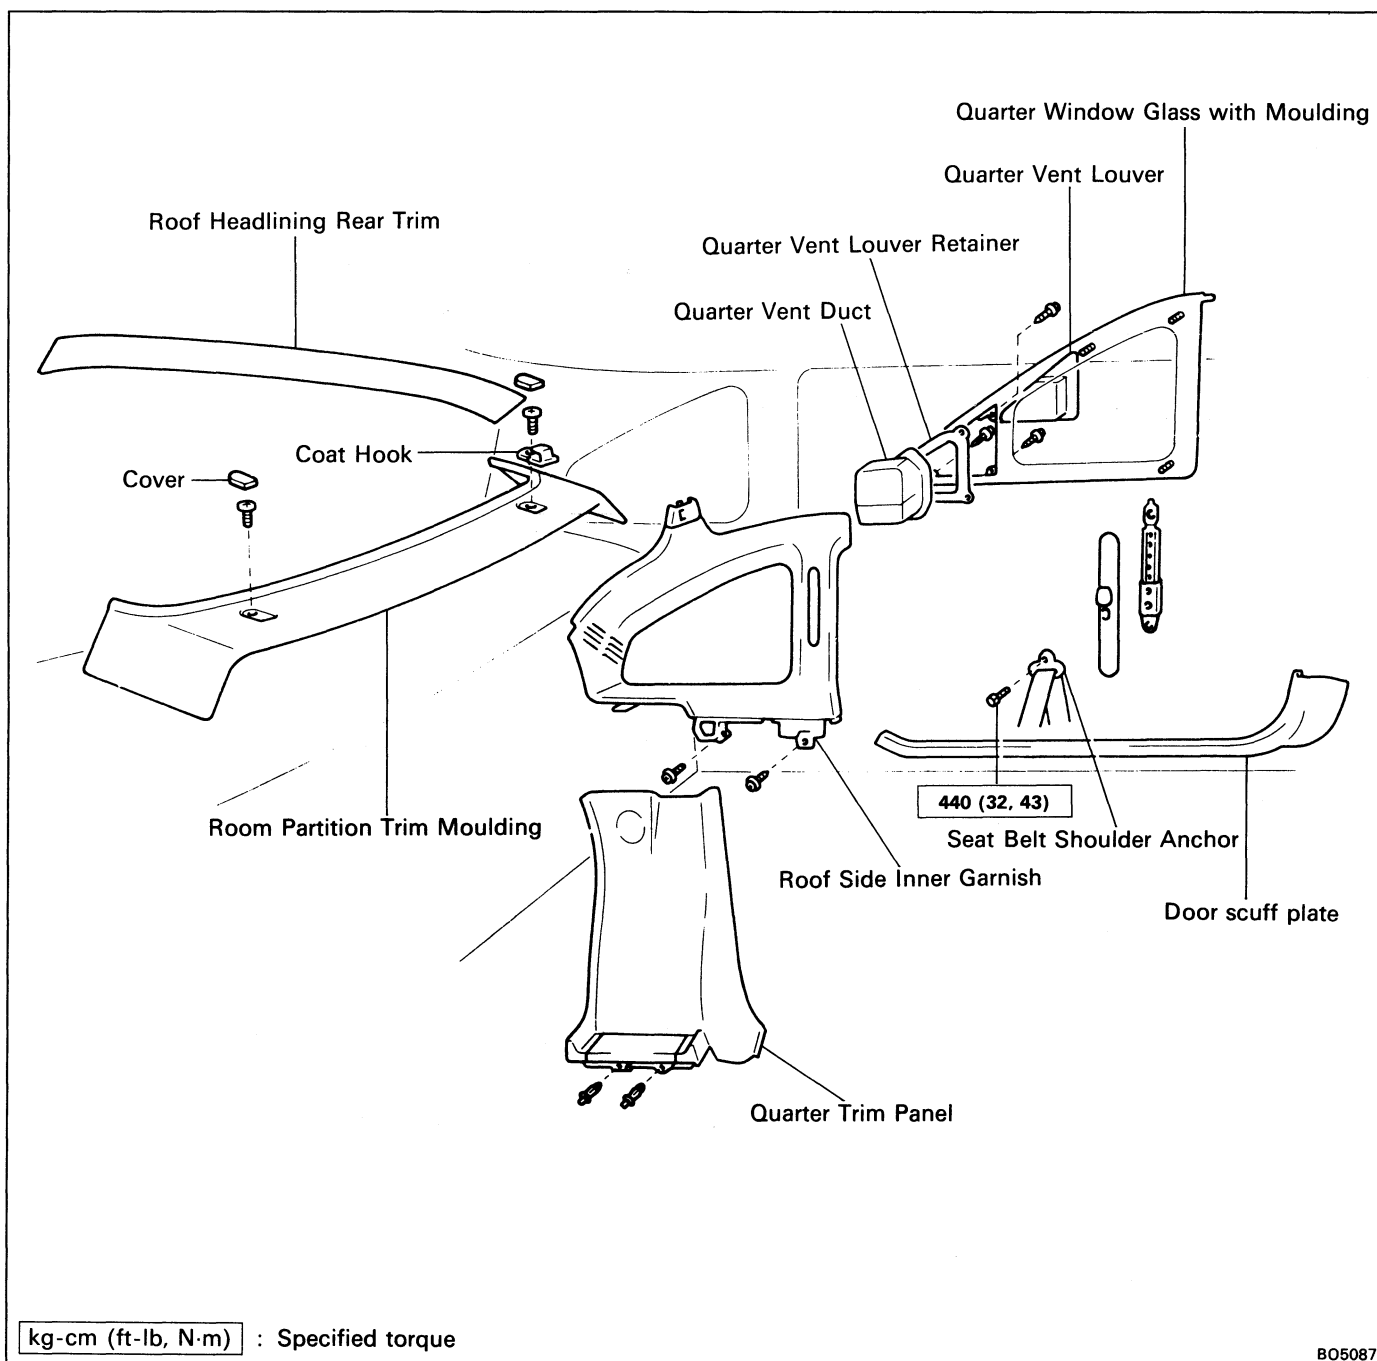 Quarter Window Glass with Moulding
Quarter Vent Louver
Roof Headlining Rear Trim
Quarter Vent Louver Retainer
Quarter Vent Duct
Coat Hook
Cover
440 (32, 43)
Room Partition Trim Moulding
Seat Belt Shoulder Anchor
Roof Side Inner Garnish
Door scuff plate
Quarter Trim Panel
kg-cm (ft-lb, N·m) : Specified torque
BO5087